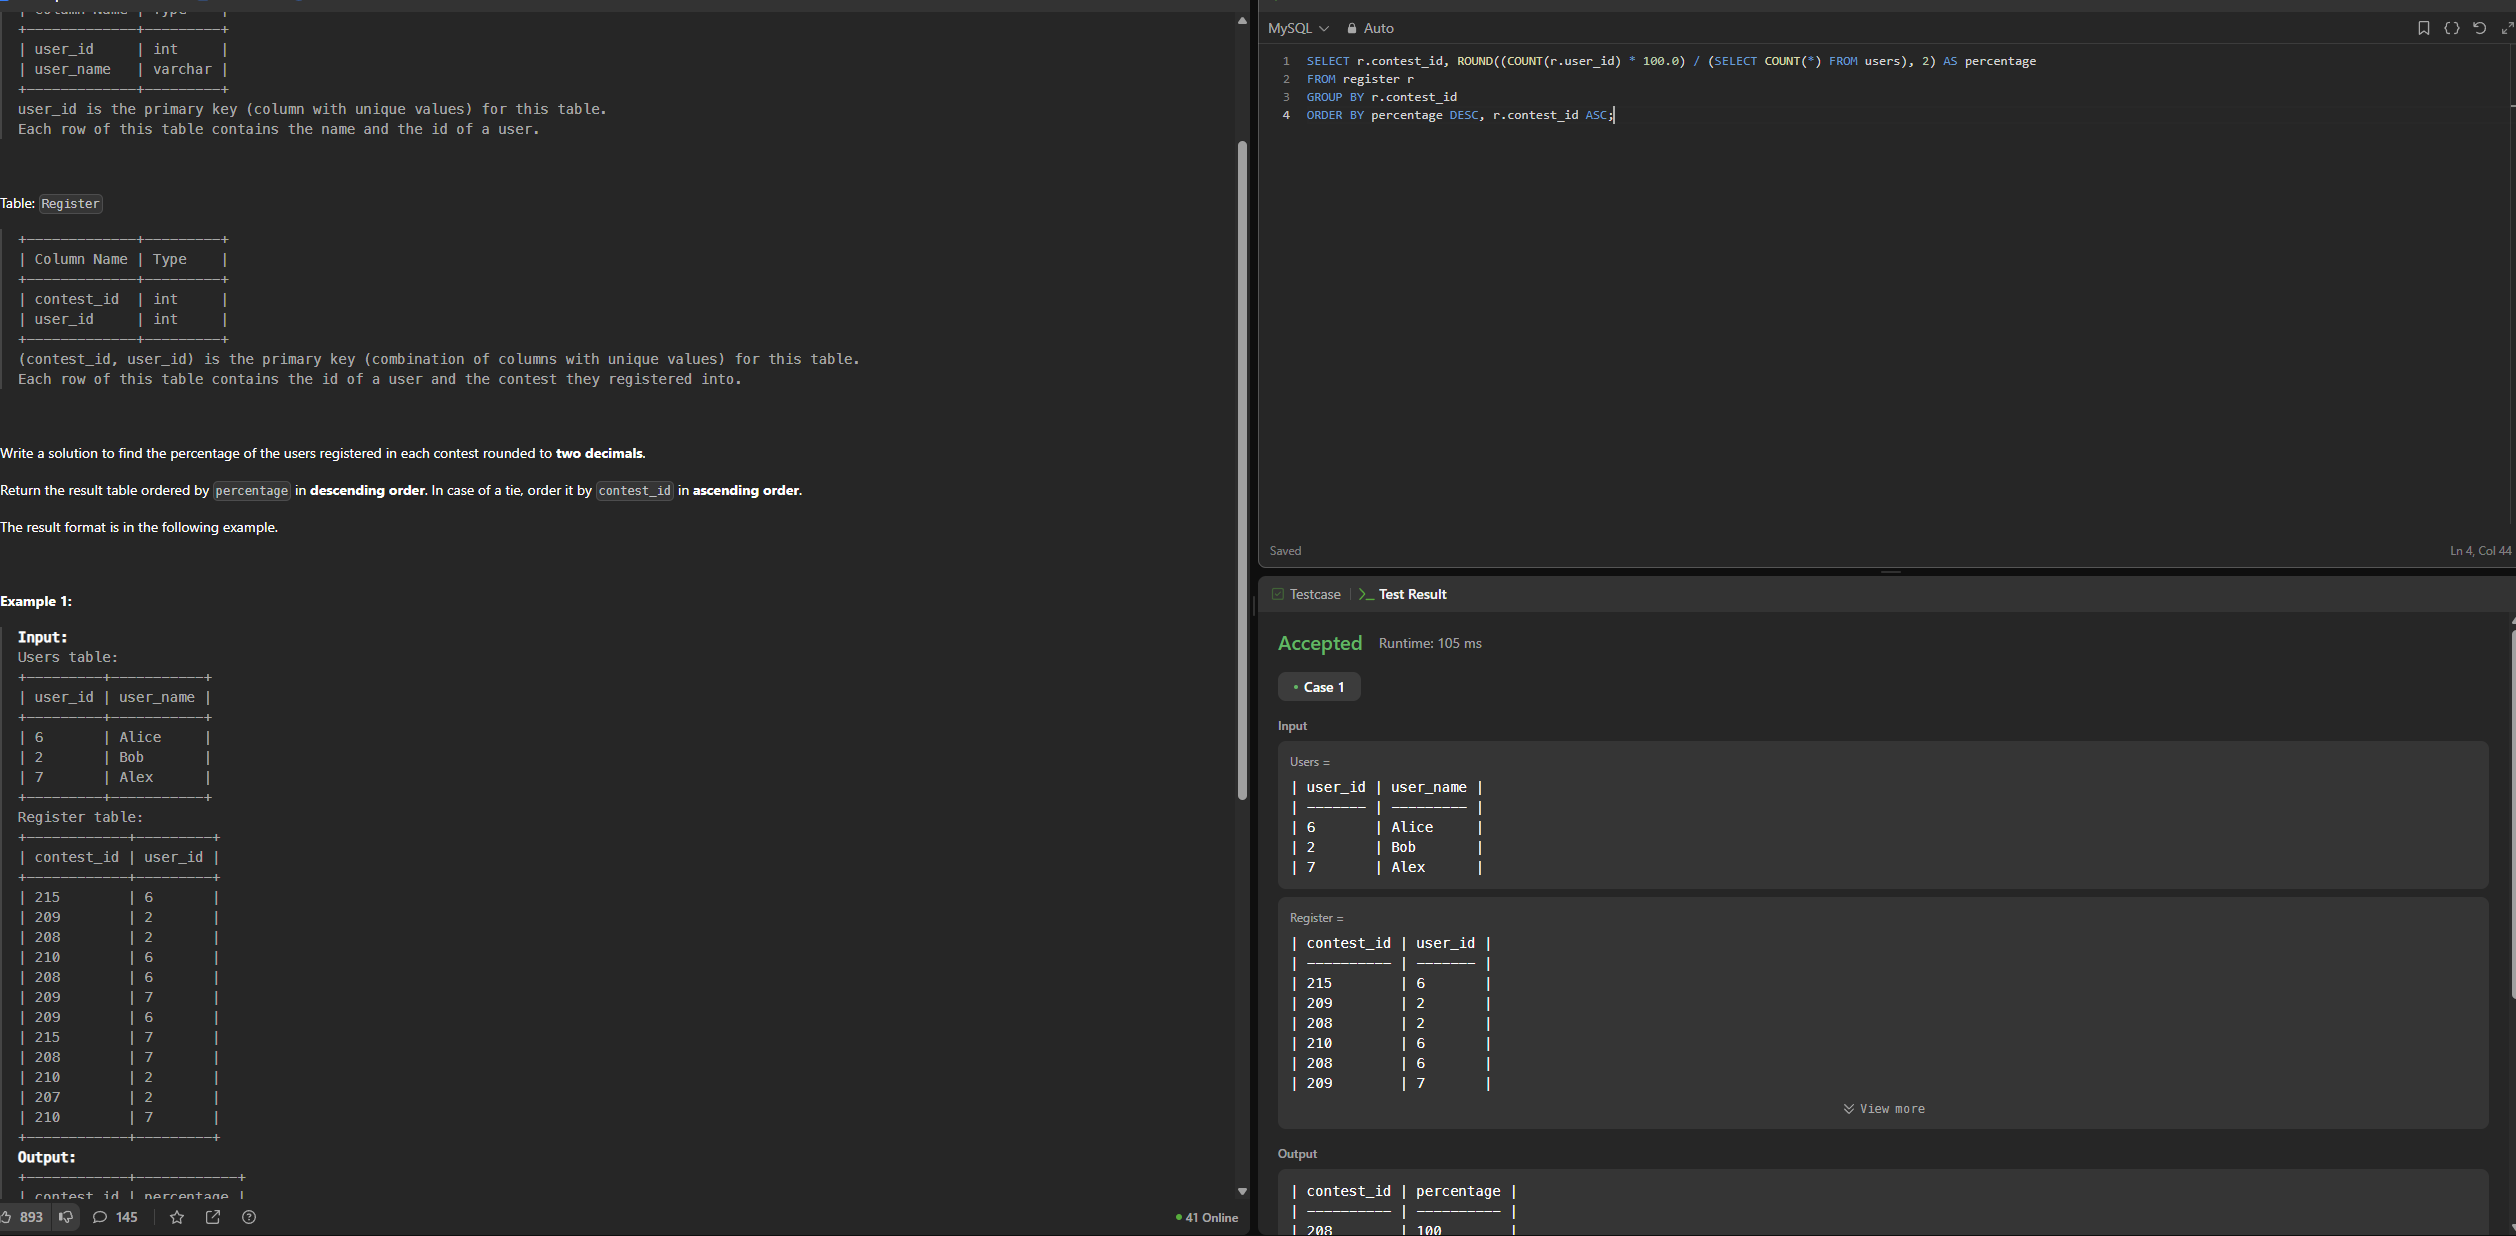 | Column Name | Type |
+-------------+---------+
| user_id | int |
| user_name | varchar |
+-------------+---------+
user_id is the primary key (column with unique values) for this table.
Each row of this table contains the name and the id of a user.
Table: Register
+-------------+---------+
| Column Name | Type |
+-------------+---------+
| contest_id | int |
| user_id | int |
+-------------+---------+
(contest_id, user_id) is the primary key (combination of columns with unique values) for this table.
Each row of this table contains the id of a user and the contest they registered into.
Write a solution to find the percentage of the users registered in each contest rounded to two decimals.
Return the result table ordered by percentage in descending order. In case of a tie, order it by contest_id in ascending order.
The result format is in the following example.
Example 1:
Input:
Users table:
+---------+-----------+
| user_id | user_name |
+---------+-----------+
| 6 | Alice |
| 2 | Bob |
| 7 | Alex |
+---------+-----------+
Register table:
+------------+---------+
| contest_id | user_id |
+------------+---------+
| 215 | 6 |
| 209 | 2 |
| 208 | 2 |
| 210 | 6 |
| 208 | 6 |
| 209 | 7 |
| 209 | 6 |
| 215 | 7 |
| 208 | 7 |
| 210 | 2 |
| 207 | 2 |
| 210 | 7 |
+------------+---------+
Output:
+------------+------------+
| contest_id | percentage |
893 145
41 Online
MySQL Auto
1 SELECT r.contest_id, ROUND((COUNT(r.user_id) * 100.0) / (SELECT COUNT(*) FROM users), 2) AS percentage
2 FROM register r
3 GROUP BY r.contest_id
4 ORDER BY percentage DESC, r.contest_id ASC;
Saved
Ln 4, Col 44
Testcase | Test Result
Accepted Runtime: 105 ms
• Case 1
Input
Users =
| user_id | user_name |
| ------- | --------- |
| 6 | Alice |
| 2 | Bob |
| 7 | Alex |
Register =
| contest_id | user_id |
| ---------- | ------- |
| 215 | 6 |
| 209 | 2 |
| 208 | 2 |
| 210 | 6 |
| 208 | 6 |
| 209 | 7 |
View more
Output
| contest_id | percentage |
| ---------- | ---------- |
| 208 | 100 |